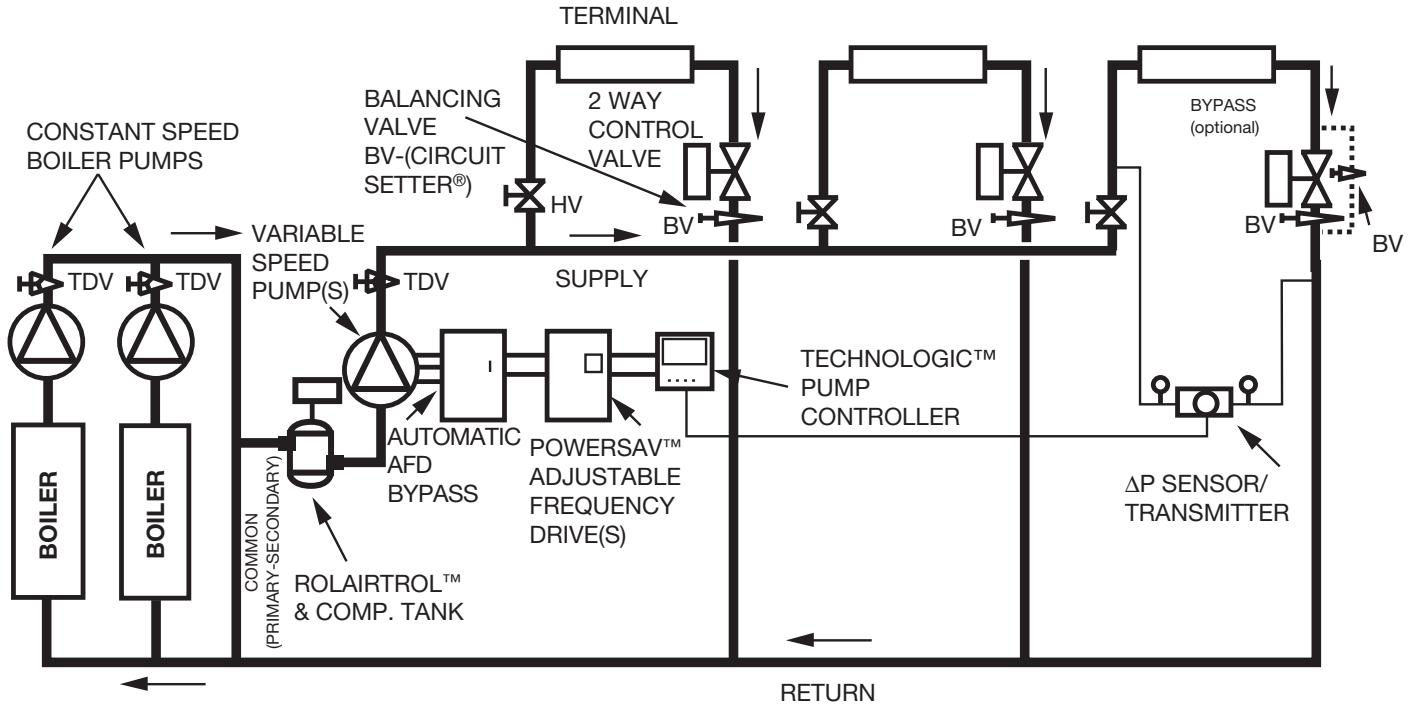 TERMINAL
BALANCING
VALVE
BV-(CIRCUIT
SETTER®)
2 WAY
CONTROL
VALVE
BYPASS
(optional)
CONSTANT SPEED
BOILER PUMPS
HV
BV
BV
BV
BV
VARIABLE
SPEED
PUMP(S)
TDV
TDV
TDV
SUPPLY
TECHNOLOGIC™
PUMP
CONTROLLER
AUTOMATIC
AFD
BYPASS
POWERSAV™
ADJUSTABLE
FREQUENCY
DRIVE(S)
ΔP SENSOR/
TRANSMITTER
BOILER
BOILER
COMMON
(PRIMARY-SECONDARY)
ROLAIRTROL™
& COMP. TANK
RETURN